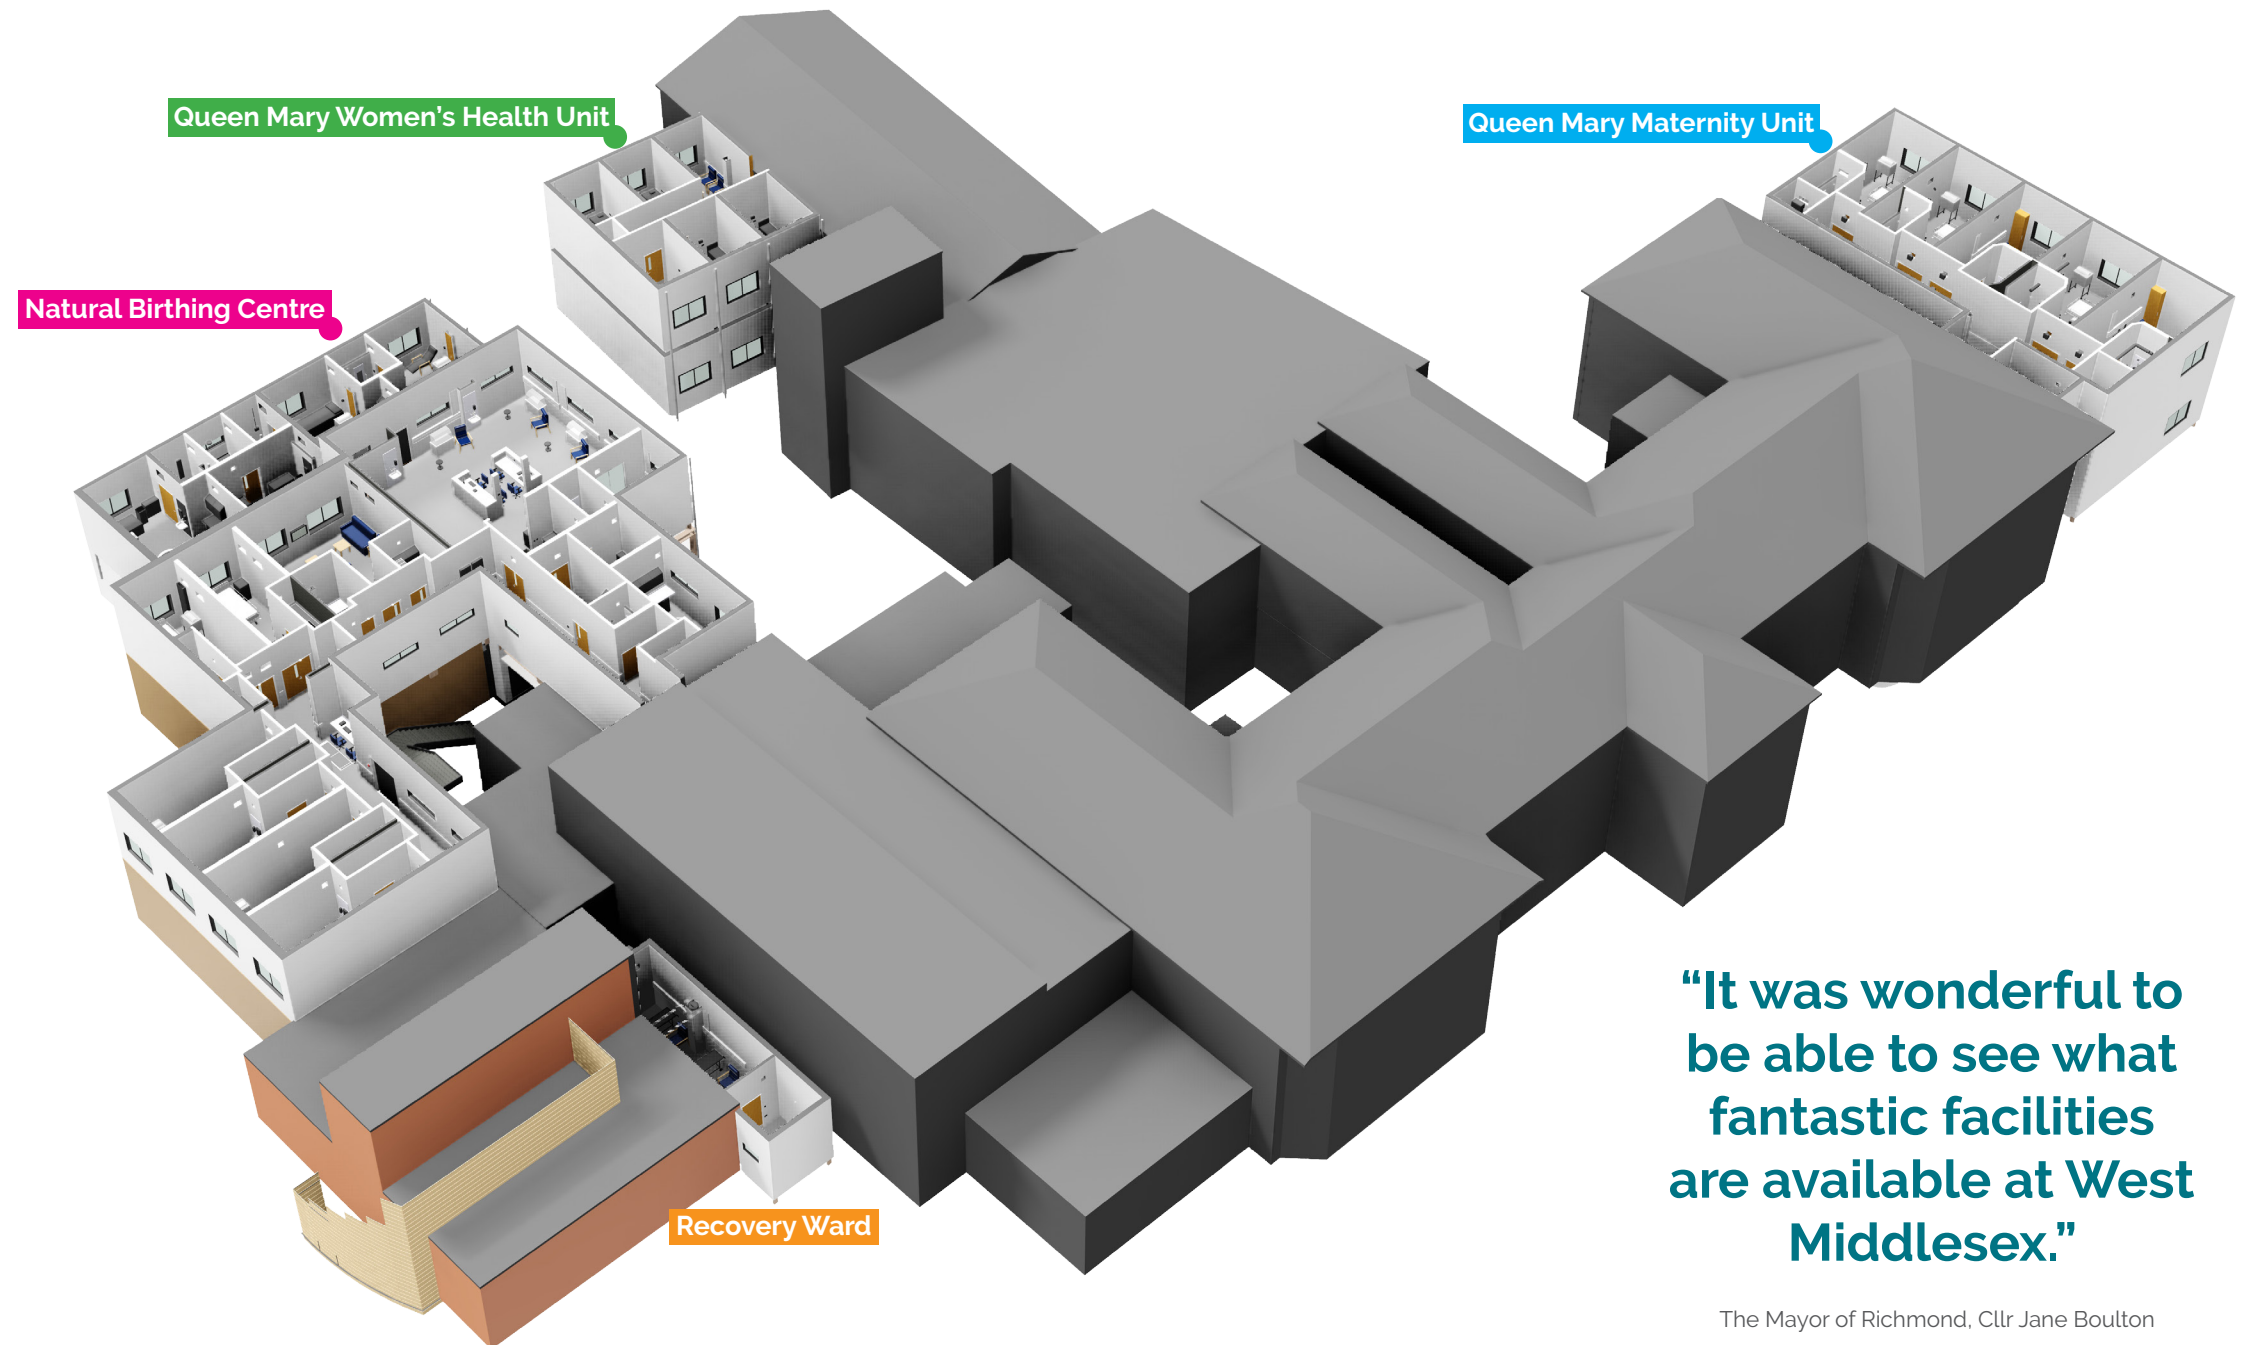 Queen Mary Women’s Health Unit
Queen Mary Maternity Unit
Natural Birthing Centre
Recovery Ward
“It was wonderful to
be able to see what
fantastic facilities
are available at West
Middlesex.”
The Mayor of Richmond, Cllr Jane Boulton